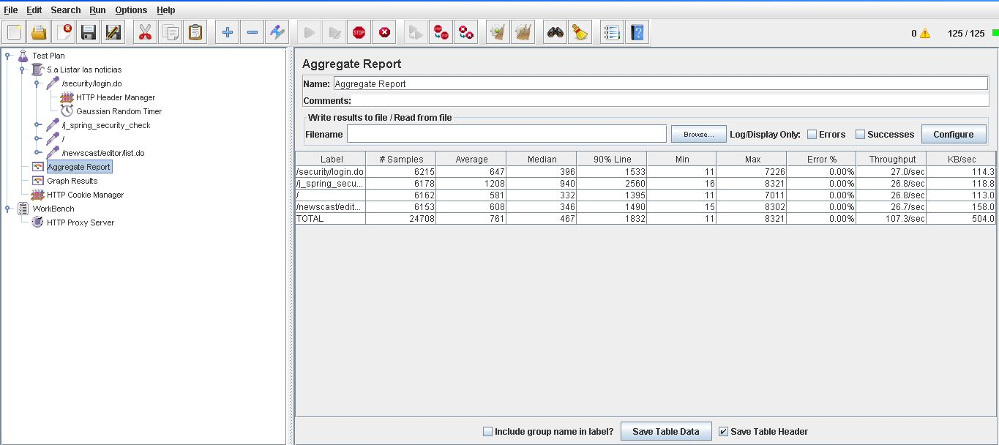 File Edit Search Run Options Help
STOP
0 125 / 125
Test Plan
5.a Listar las noticias
/security/login.do
HTTP Header Manager
Gaussian Random Timer
/j_spring_security_check
/
/newscast/editor/list.do
Aggregate Report
Graph Results
HTTP Cookie Manager
WorkBench
HTTP Proxy Server
Aggregate Report
Name: Aggregate Report
Comments:
Write results to file / Read from file
Filename Browse... Log/Display Only: Errors Successes Configure
Label # Samples Average Median 90% Line Min Max Error % Throughput KB/sec
/security/login.do 6215 647 396 1533 11 7226 0.00% 27.0/sec 114.3
/j_spring_secu... 6178 1208 940 2560 16 8321 0.00% 26.8/sec 118.8
/ 6162 581 332 1395 11 7011 0.00% 26.8/sec 113.0
/newscast/edit... 6153 608 346 1490 15 8302 0.00% 26.7/sec 158.0
TOTAL 24708 761 467 1832 11 8321 0.00% 107.3/sec 504.0
Include group name in label? Save Table Data Save Table Header